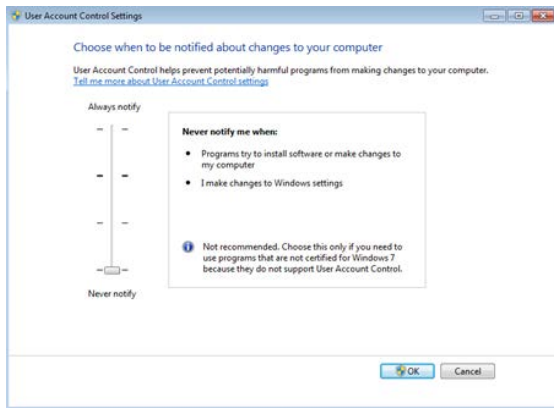 User Account Control Settings
Choose when to be notified about changes to your computer
User Account Control helps prevent potentially harmful programs from making changes to your computer.
Tell me more about User Account Control settings
Always notify
Never notify me when:
• Programs try to install software or make changes to
my computer
• I make changes to Windows settings
Not recommended. Choose this only if you need to
use programs that are not certified for Windows 7
because they do not support User Account Control.
Never notify
OK Cancel